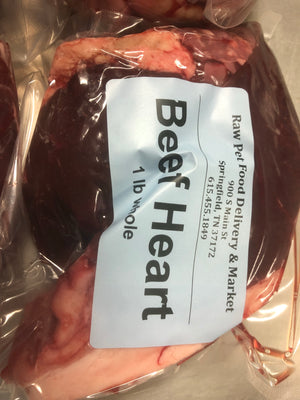 Raw Pet Food Delivery & Market
900 S Main St
Springfield, TN 37172
615.455.1849
Beef Heart
1 lb whole